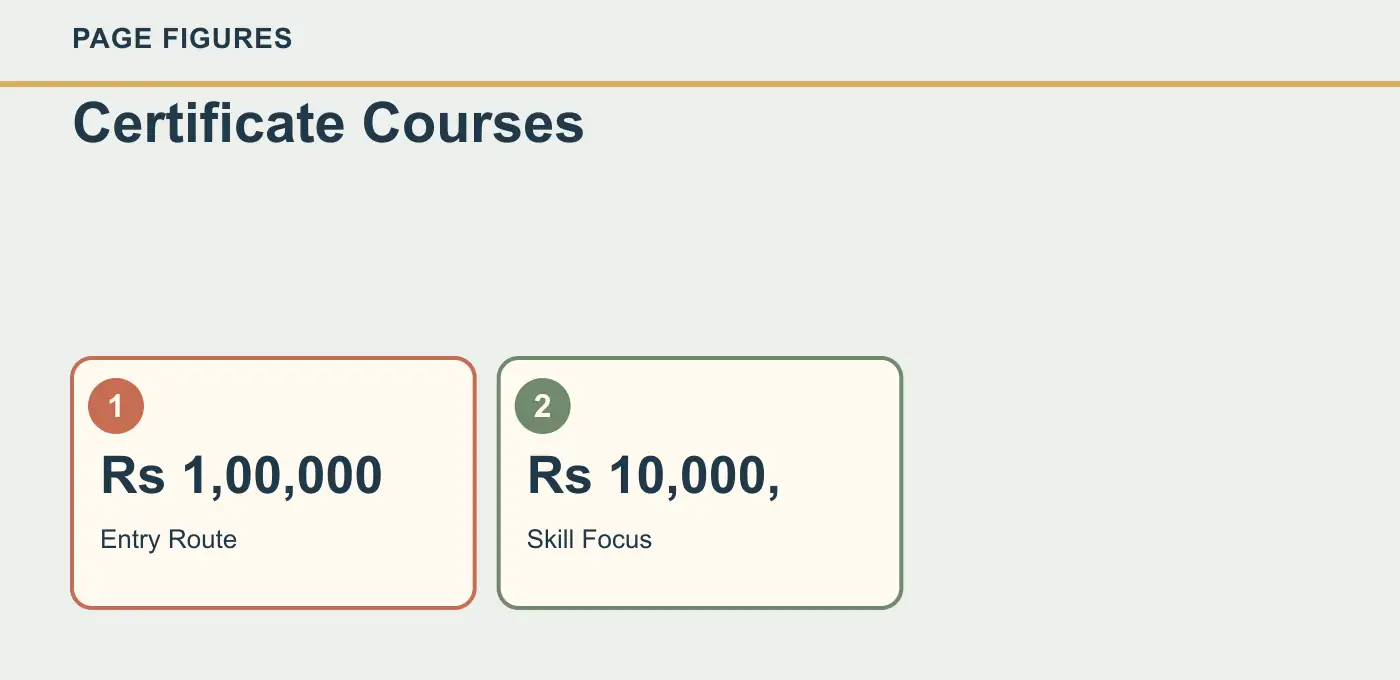 PAGE FIGURES
Certificate Courses
1
Rs 1,00,000
Entry Route
2
Rs 10,000,
Skill Focus